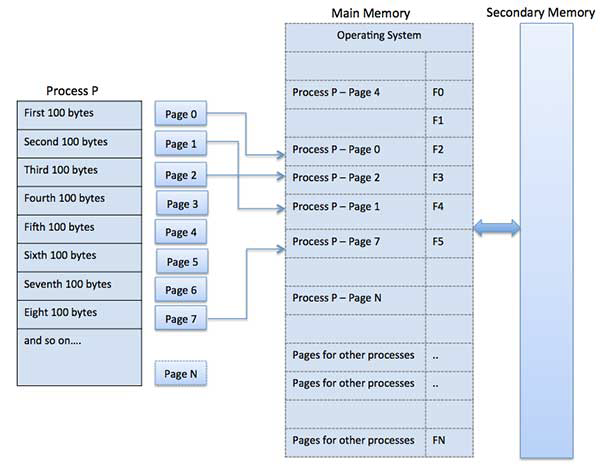 Main Memory
Secondary Memory
Operating System
Process P
First 100 bytes
Page 0
Second 100 bytes
Page 1
Third 100 bytes
Page 2
Fourth 100 bytes
Page 3
Fifth 100 bytes
Page 4
Sixth 100 bytes
Page 5
Seventh 100 bytes
Page 6
Eight 100 bytes
Page 7
and so on....
Page N
Process P – Page 4 F0
F1
Process P – Page 0 F2
Process P – Page 2 F3
Process P – Page 1 F4
Process P – Page 7 F5
Process P – Page N
Pages for other processes ..
Pages for other processes ..
Pages for other processes FN